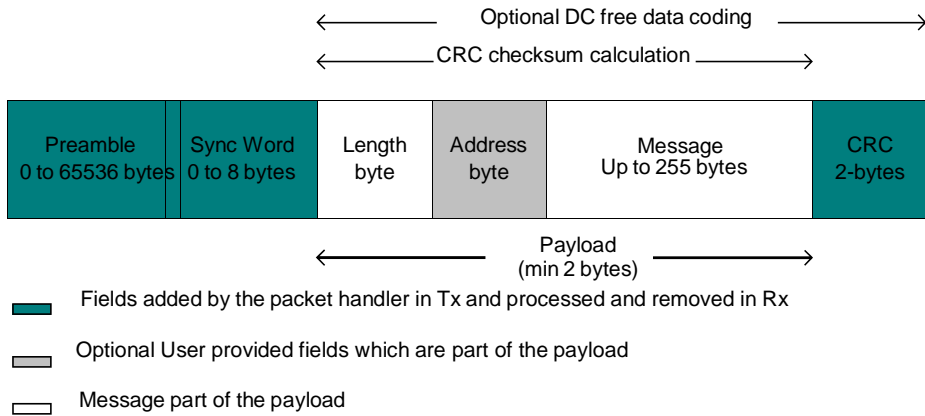 Optional DC free data coding
CRC checksum calculation
Preamble
0 to 65536 bytes
Sync Word
0 to 8 bytes
Length
byte
Address
byte
Message
Up to 255 bytes
CRC
2-bytes
Payload
(min 2 bytes)
Fields added by the packet handler in Tx and processed and removed in Rx
Optional User provided fields which are part of the payload
Message part of the payload